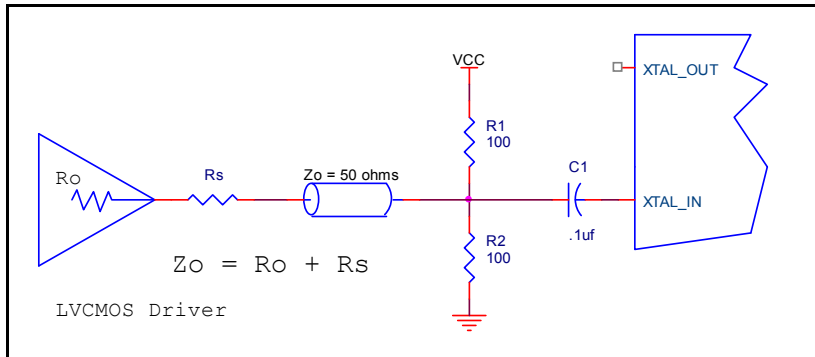 VCC
XTAL_OUT
R1
100
Ro
Rs
Zo = 50 ohms
C1
XTAL_IN
.1uf
R2
100
Zo = Ro + Rs
LVCMOS Driver